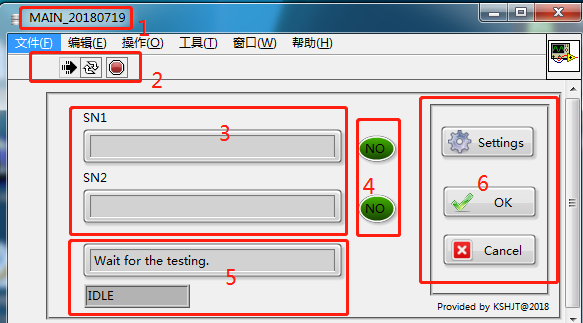 MAIN_20180719
1
文件(F) 编辑(E) 操作(O) 工具(T) 窗口(W) 帮助(H)
2
SN1
3
NO
SN2
4
NO
Settings
6
OK
Cancel
Wait for the testing.
5
IDLE
Provided by KSHJT@2018